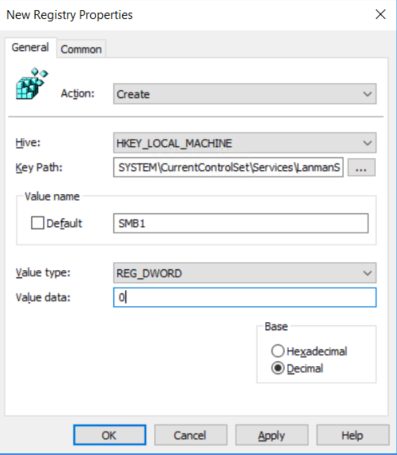 New Registry Properties
General Common
Action: Create
Hive: HKEY_LOCAL_MACHINE
Key Path: SYSTEM\CurrentControlSet\Services\LanmanS ...
Value name
Default SMB1
Value type: REG_DWORD
Value data: 0
Base
Hexadecimal
Decimal
OK Cancel Apply Help